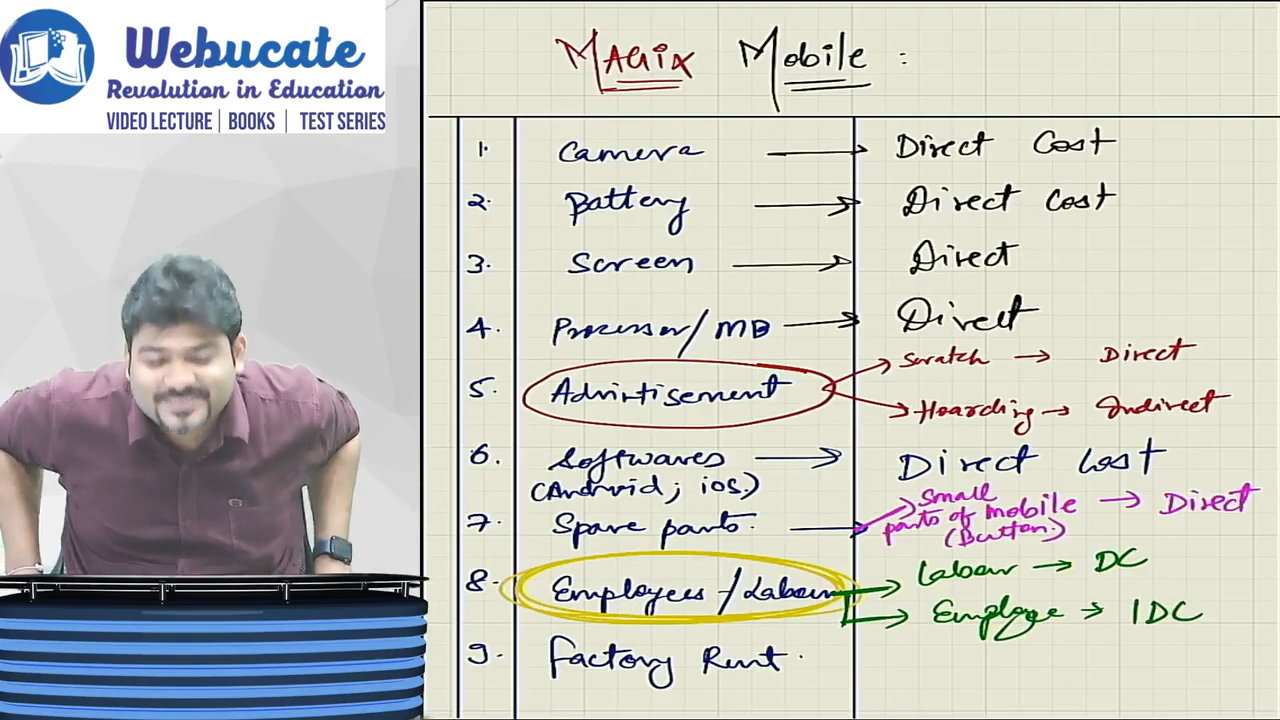 Webucate
Revolution in Education
VIDEO LECTURE | BOOKS | TEST SERIES
MAGIX Mobile :
1. Camera → Direct Cost
2. Battery → Direct Cost
3. Screen → Direct
4. Processor/MB → Direct
5. Advirtisement
Scratch → Direct
Hoarding → Indirect
6. Softwares → Direct Cost
(Android, ios)
7. Spare parts. →
Small
parts of Mobile → Direct
(Button)
8. Employees/Labour
Labour → DC
Employee → IDC
9. Factory Rent.